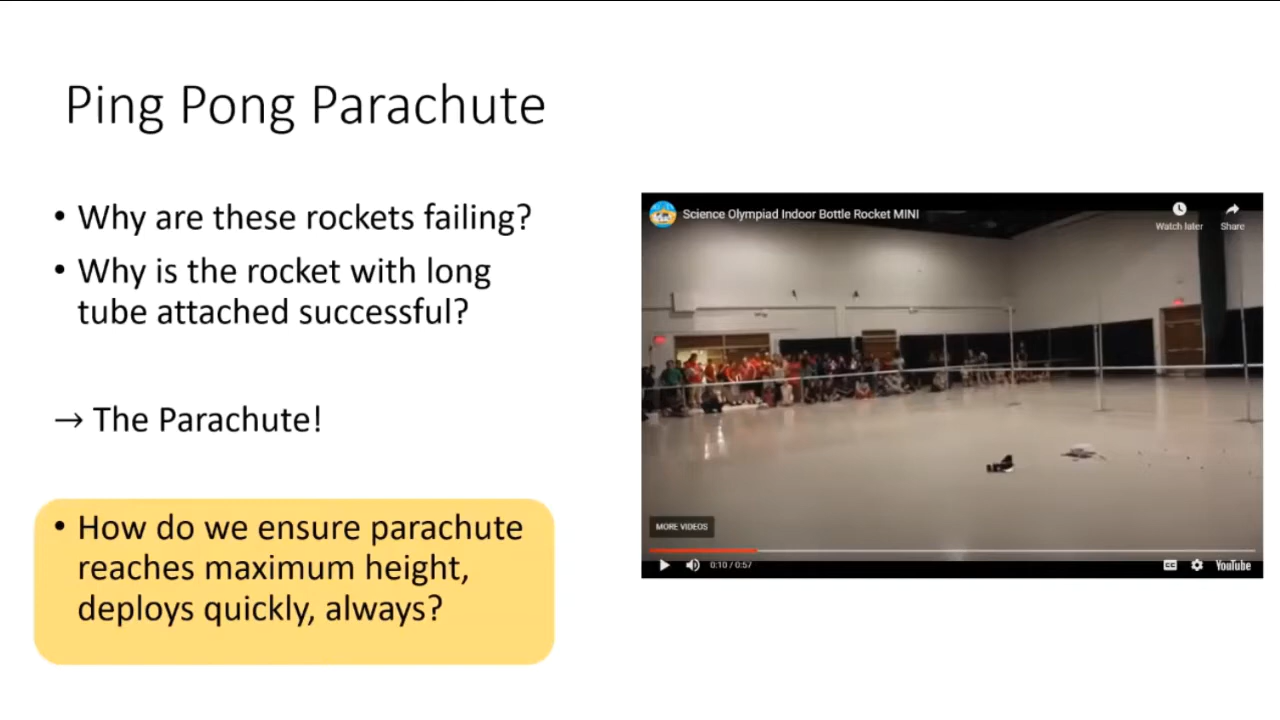 Ping Pong Parachute
• Why are these rockets failing?
• Why is the rocket with long
tube attached successful?
→ The Parachute!
• How do we ensure parachute
reaches maximum height,
deploys quickly, always?
Science Olympiad Indoor Bottle Rocket MINI
Watch later
Share
MORE VIDEOS
0:10 / 0:57
CC
YouTube